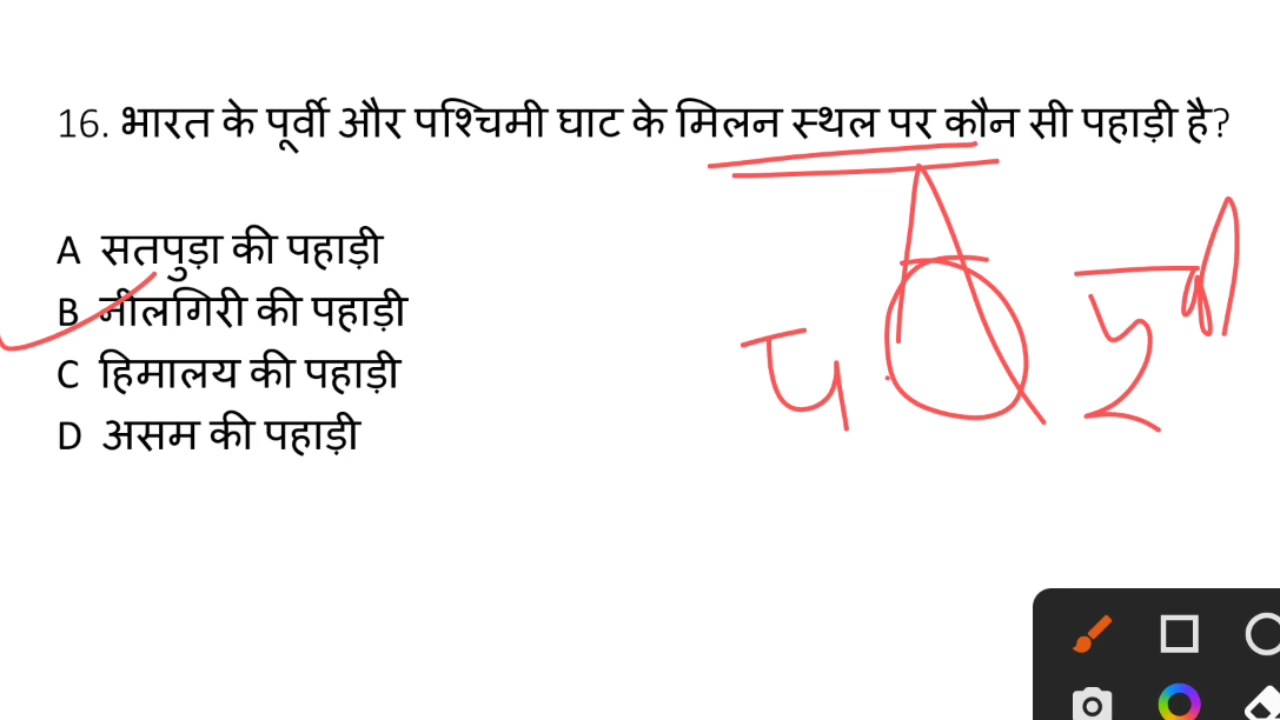 16. भारत के पूर्वी और पश्चिमी घाट के मिलन स्थल पर कौन सी पहाड़ी है?
A सतपुड़ा की पहाड़ी
B नीलगिरी की पहाड़ी
C हिमालय की पहाड़ी
D असम की पहाड़ी